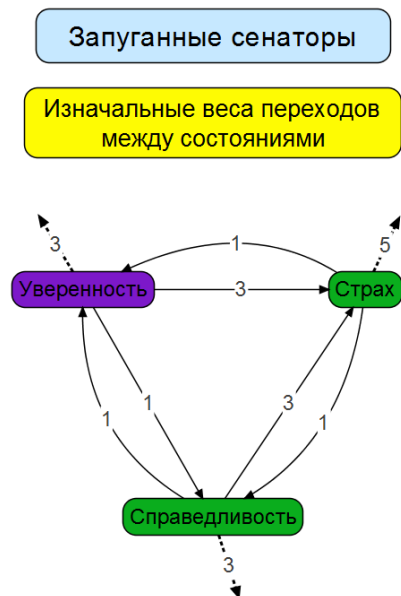 Запуганные сенаторы
Изначальные веса переходов
между состояниями
3
1
5
Уверенность
3
Страх
1
1
3
1
Справедливость
3